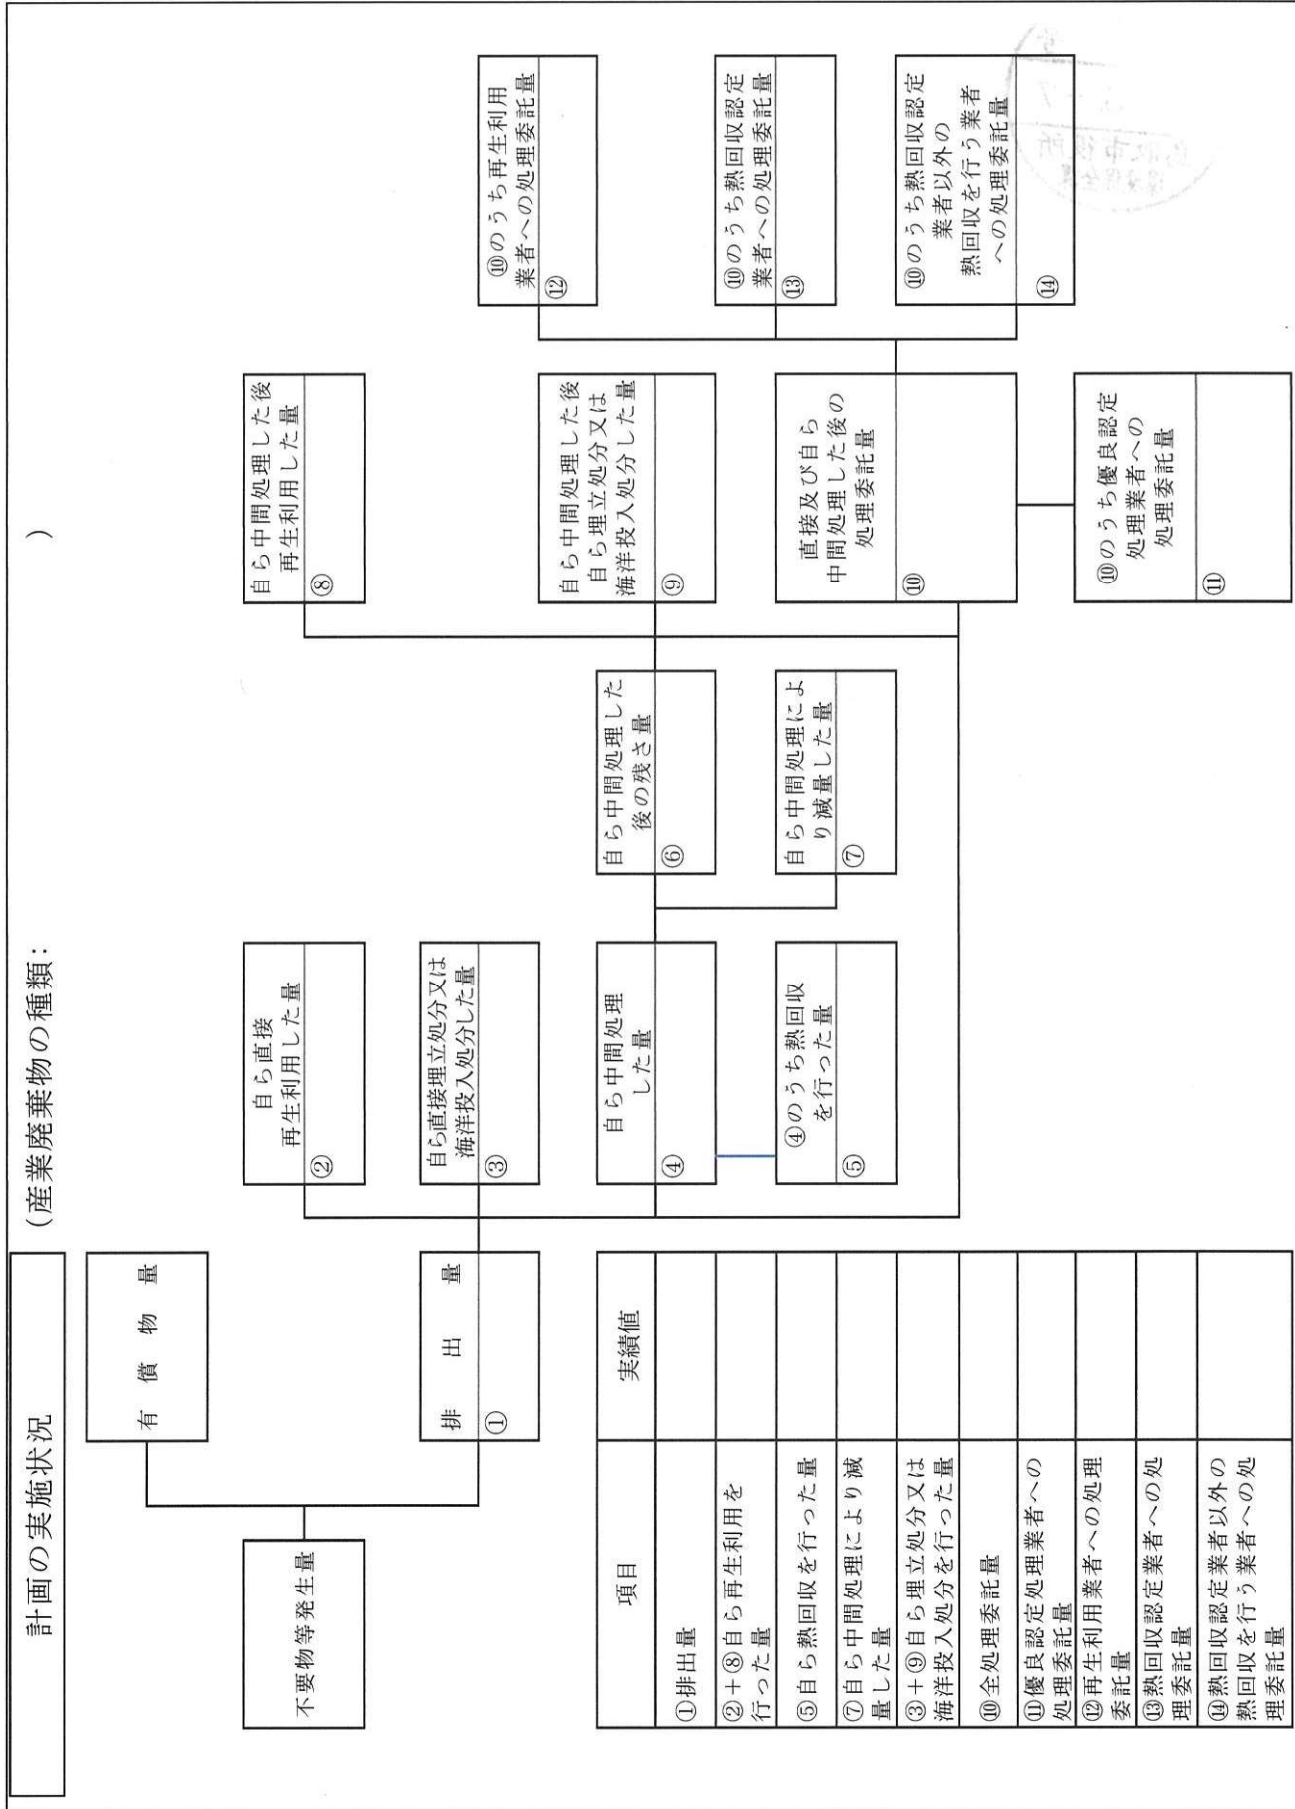 計画の実施状況
（産業廃棄物の種類：　　　）
不要物等発生量
有償物量
排出量
①
自ら直接
再生利用した量
②
自ら直接埋立処分又は
海洋投入処分した量
③
自ら中間処理
した量
④
④のうち熱回収
を行った量
⑤
自ら中間処理した
後の残さ量
⑥
自ら中間処理によ
り減量した量
⑦
自ら中間処理した後
再生利用した量
⑧
自ら中間処理した後
自ら埋立処分又は
海洋投入処分した量
⑨
直接及び自ら
中間処理した後の
処理委託量
⑩
⑩のうち優良認定
処理業者への
処理委託量
⑪
⑩のうち再生利用
業者への処理委託量
⑫
⑩のうち熱回収認定
業者への処理委託量
⑬
⑩のうち熱回収認定
業者以外の
熱回収を行う業者
への処理委託量
⑭
項目
実績値
①排出量
②＋⑧自ら再生利用を
行った量
⑤自ら熱回収を行った量
⑦自ら中間処理により減
量した量
③＋⑨自ら埋立処分又は
海洋投入処分を行った量
⑩全処理委託量
⑪優良認定処理業者への
処理委託量
⑫再生利用業者への処理
委託量
⑬熱回収認定業者への処
理委託量
⑭熱回収認定業者以外の
熱回収を行う業者への処
理委託量